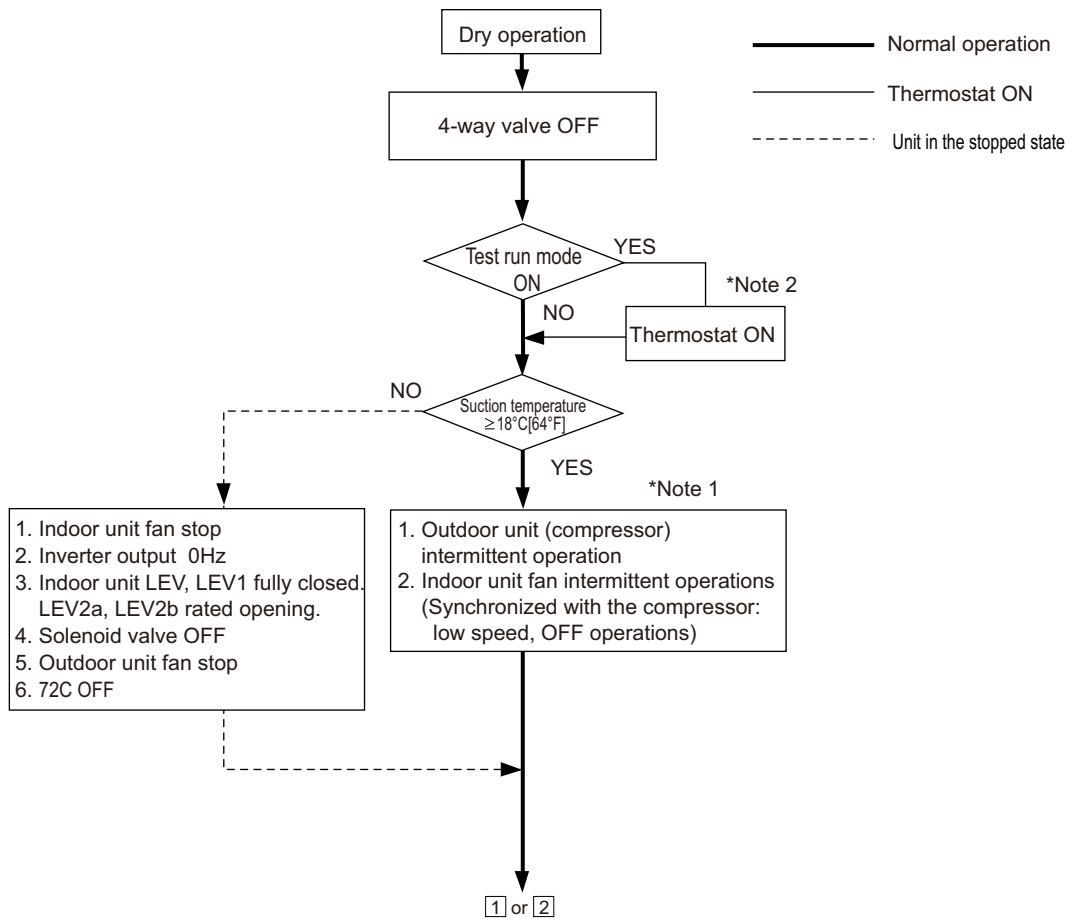 Dry operation
Normal operation
4-way valve OFF
Thermostat ON
Unit in the stopped state
Test run mode
ON
YES
*Note 2
NO
Thermostat ON
NO
Suction temperature
≥18°C[64°F]
YES
*Note 1
1. Indoor unit fan stop
2. Inverter output 0Hz
3. Indoor unit LEV, LEV1 fully closed.
LEV2a, LEV2b rated opening.
4. Solenoid valve OFF
5. Outdoor unit fan stop
6. 72C OFF
1. Outdoor unit (compressor)
intermittent operation
2. Indoor unit fan intermittent operations
(Synchronized with the compressor:
low speed, OFF operations)
1 or 2